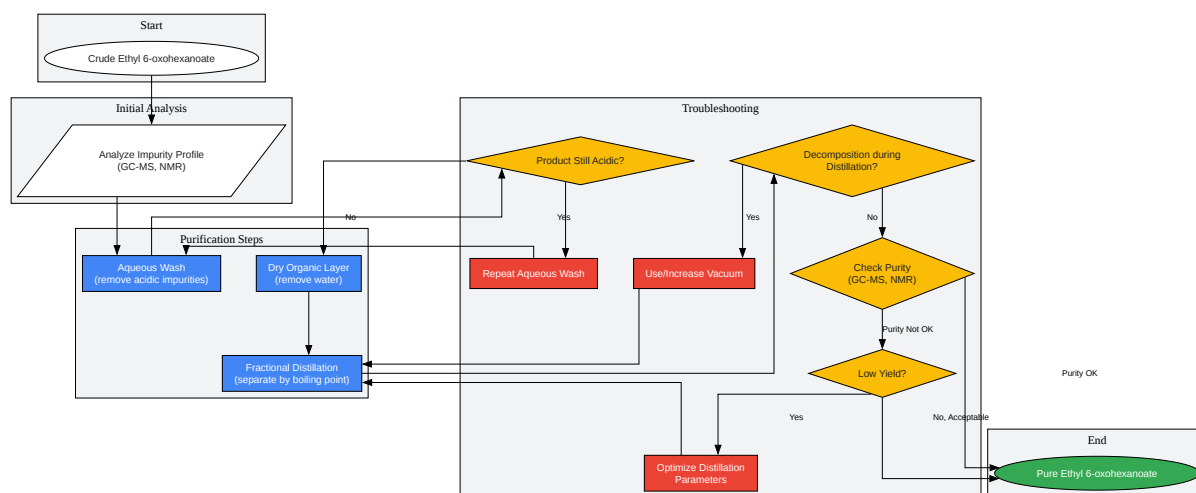 Start
Crude Ethyl 6-oxohexanoate
Initial Analysis
Analyze Impurity Profile
(GC-MS, NMR)
Purification Steps
Aqueous Wash
(remove acidic impurities)
Dry Organic Layer
(remove water)
Fractional Distillation
(separate by boiling point)
No
Troubleshooting
Product Still Acidic?
Decomposition during
Distillation?
Yes
Yes
No
Repeat Aqueous Wash
Use/Increase Vacuum
Check Purity
(GC-MS, NMR)
Purity Not OK
Low Yield?
Purity OK
Yes
No, Acceptable
Optimize Distillation
Parameters
End
Pure Ethyl 6-oxohexanoate